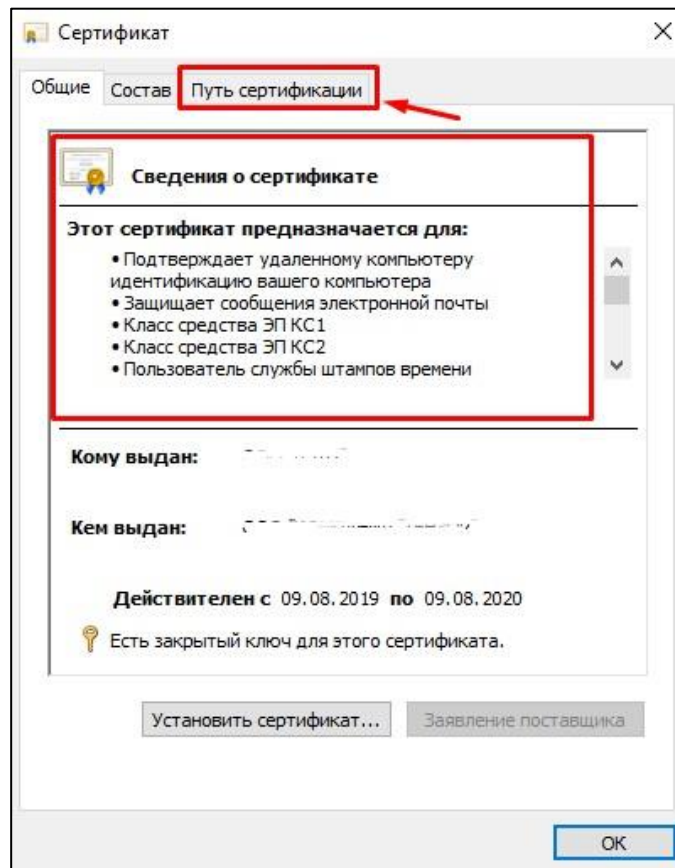 Сертификат
Общие Состав Путь сертификации
Сведения о сертификате
Этот сертификат предназначается для:
• Подтверждает удаленному компьютеру
идентификацию вашего компьютера
• Защищает сообщения электронной почты
• Класс средства ЭП КС1
• Класс средства ЭП КС2
• Пользователь службы штампов времени
Кому выдан:
Кем выдан:
Действителен с 09.08.2019 по 09.08.2020
Есть закрытый ключ для этого сертификата.
Установить сертификат... Заявление поставщика
ОК